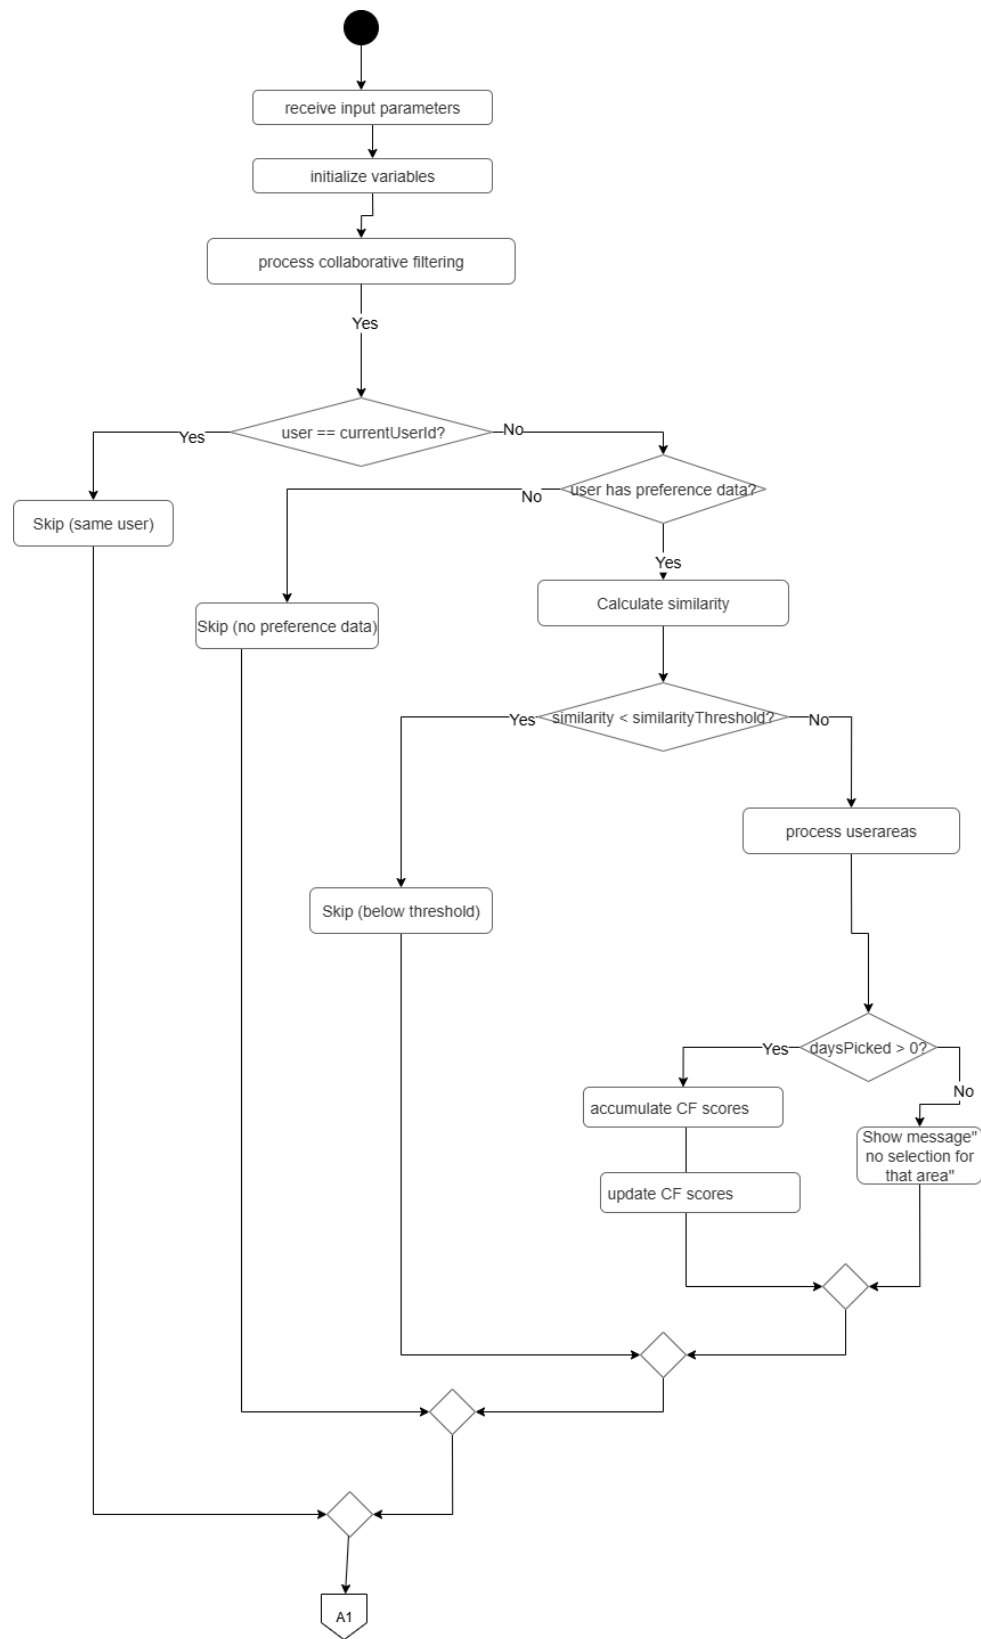 receive input parameters
initialize variables
process collaborative filtering
Yes
user == currentUserId?
Yes
No
user has preference data?
No
Skip (same user)
Yes
Calculate similarity
Skip (no preference data)
similarity < similarityThreshold?
Yes
No
process userareas
Skip (below threshold)
daysPicked > 0?
Yes
No
accumulate CF scores
Show message"
no selection for
that area"
update CF scores
A1